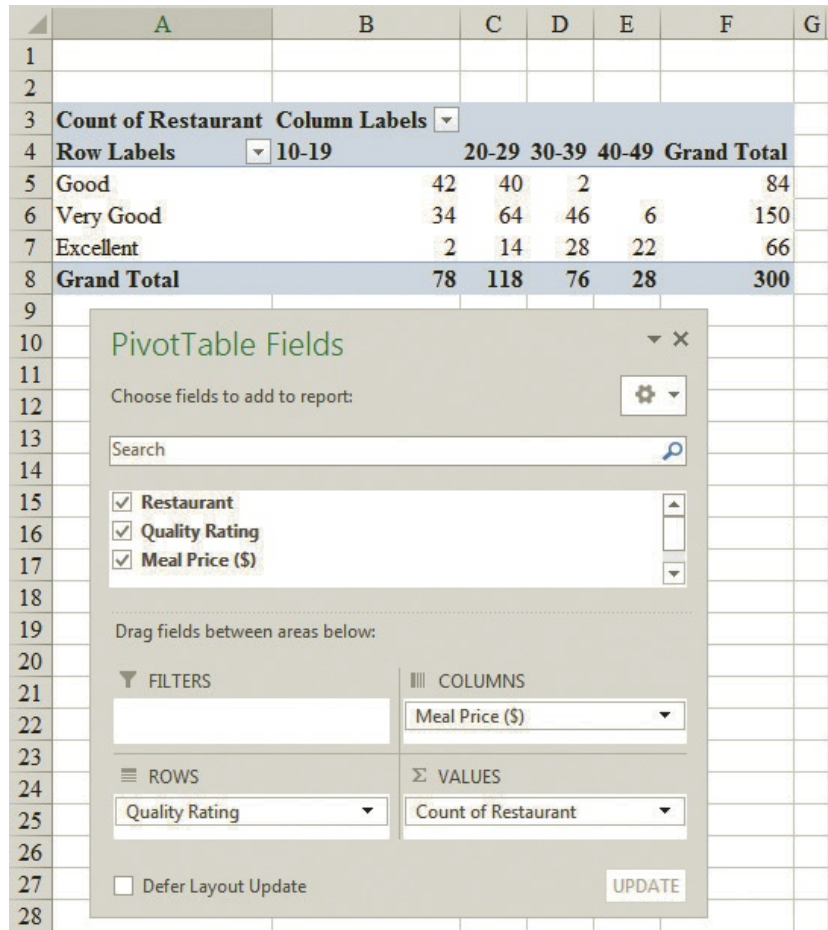 A B C D E F G
1
2
3 Count of Restaurant Column Labels
4 Row Labels 10-19 20-29 30-39 40-49 Grand Total
5 Good 42 40 2 84
6 Very Good 34 64 46 6 150
7 Excellent 2 14 28 22 66
8 Grand Total 78 118 76 28 300
9
10 PivotTable Fields
11
12 Choose fields to add to report:
13
14 Search
15 Restaurant
16 Quality Rating
17 Meal Price ($)
18
19 Drag fields between areas below:
20
21 FILTERS COLUMNS
22 Meal Price ($)
23
24 ROWS Σ VALUES
25 Quality Rating Count of Restaurant
26
27 Defer Layout Update UPDATE
28